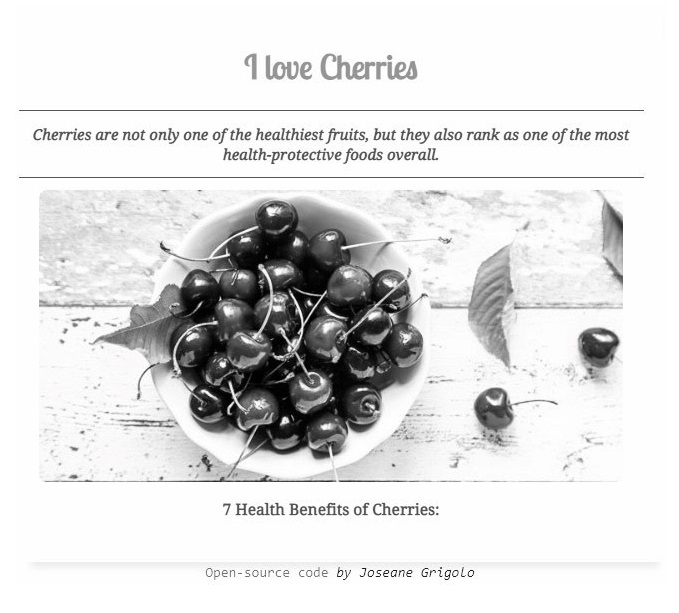 I love Cherries
Cherries are not only one of the healthiest fruits, but they also rank as one of the most
health-protective foods overall.
7 Health Benefits of Cherries:
Open-source code by Joseane Grigolo